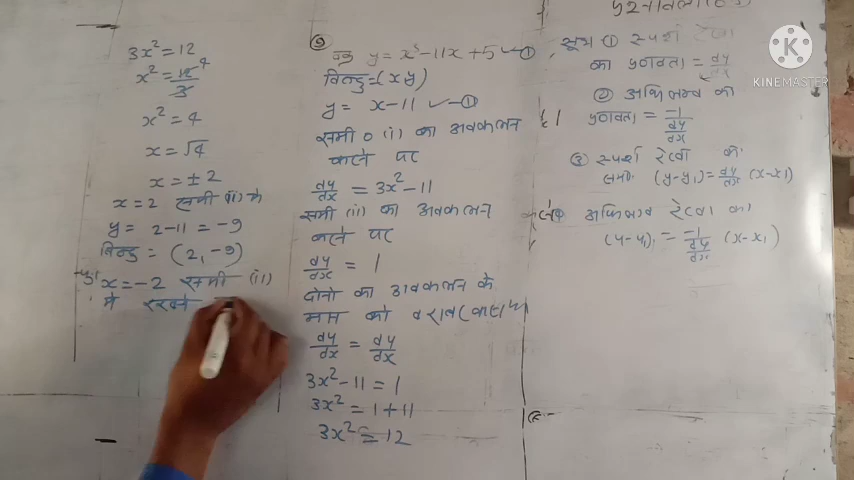 3x² = 12
x² = 12/3 4
x² = 4
x = √4
x = ± 2
x = 2 समी (ii) मे
y = 2 - 11 = -9
बिन्दु = (2, -9)
x = -2 समी (ii)
मे रखने
⑨ वक्र y = x³ - 11x + 5 ①
बिन्दु = (x y)
y = x - 11 ①
समी० (i) का अवकलन
करने पर
dy/dx = 3x² - 11
समी (ii) का अवकलन
करने पर
dy/dx = 1
दोनो का अवकलन के
मान को
dy/dx = dy/dx
3x² - 11 = 1
3x² = 1 + 11
3x² = 12
सूत्र ① स्पर्श रेखा
का प्रवणता = dy/dx
② अभिलम्ब की
प्रवणता = -1/(dy/dx)
③ स्पर्श रेखा की
समी० (y-y₁) = dy/dx (x-x₁)
अभिलम्ब रेखा का
(y-y₁) = -1/(dy/dx) (x-x₁)
KINEMASTER